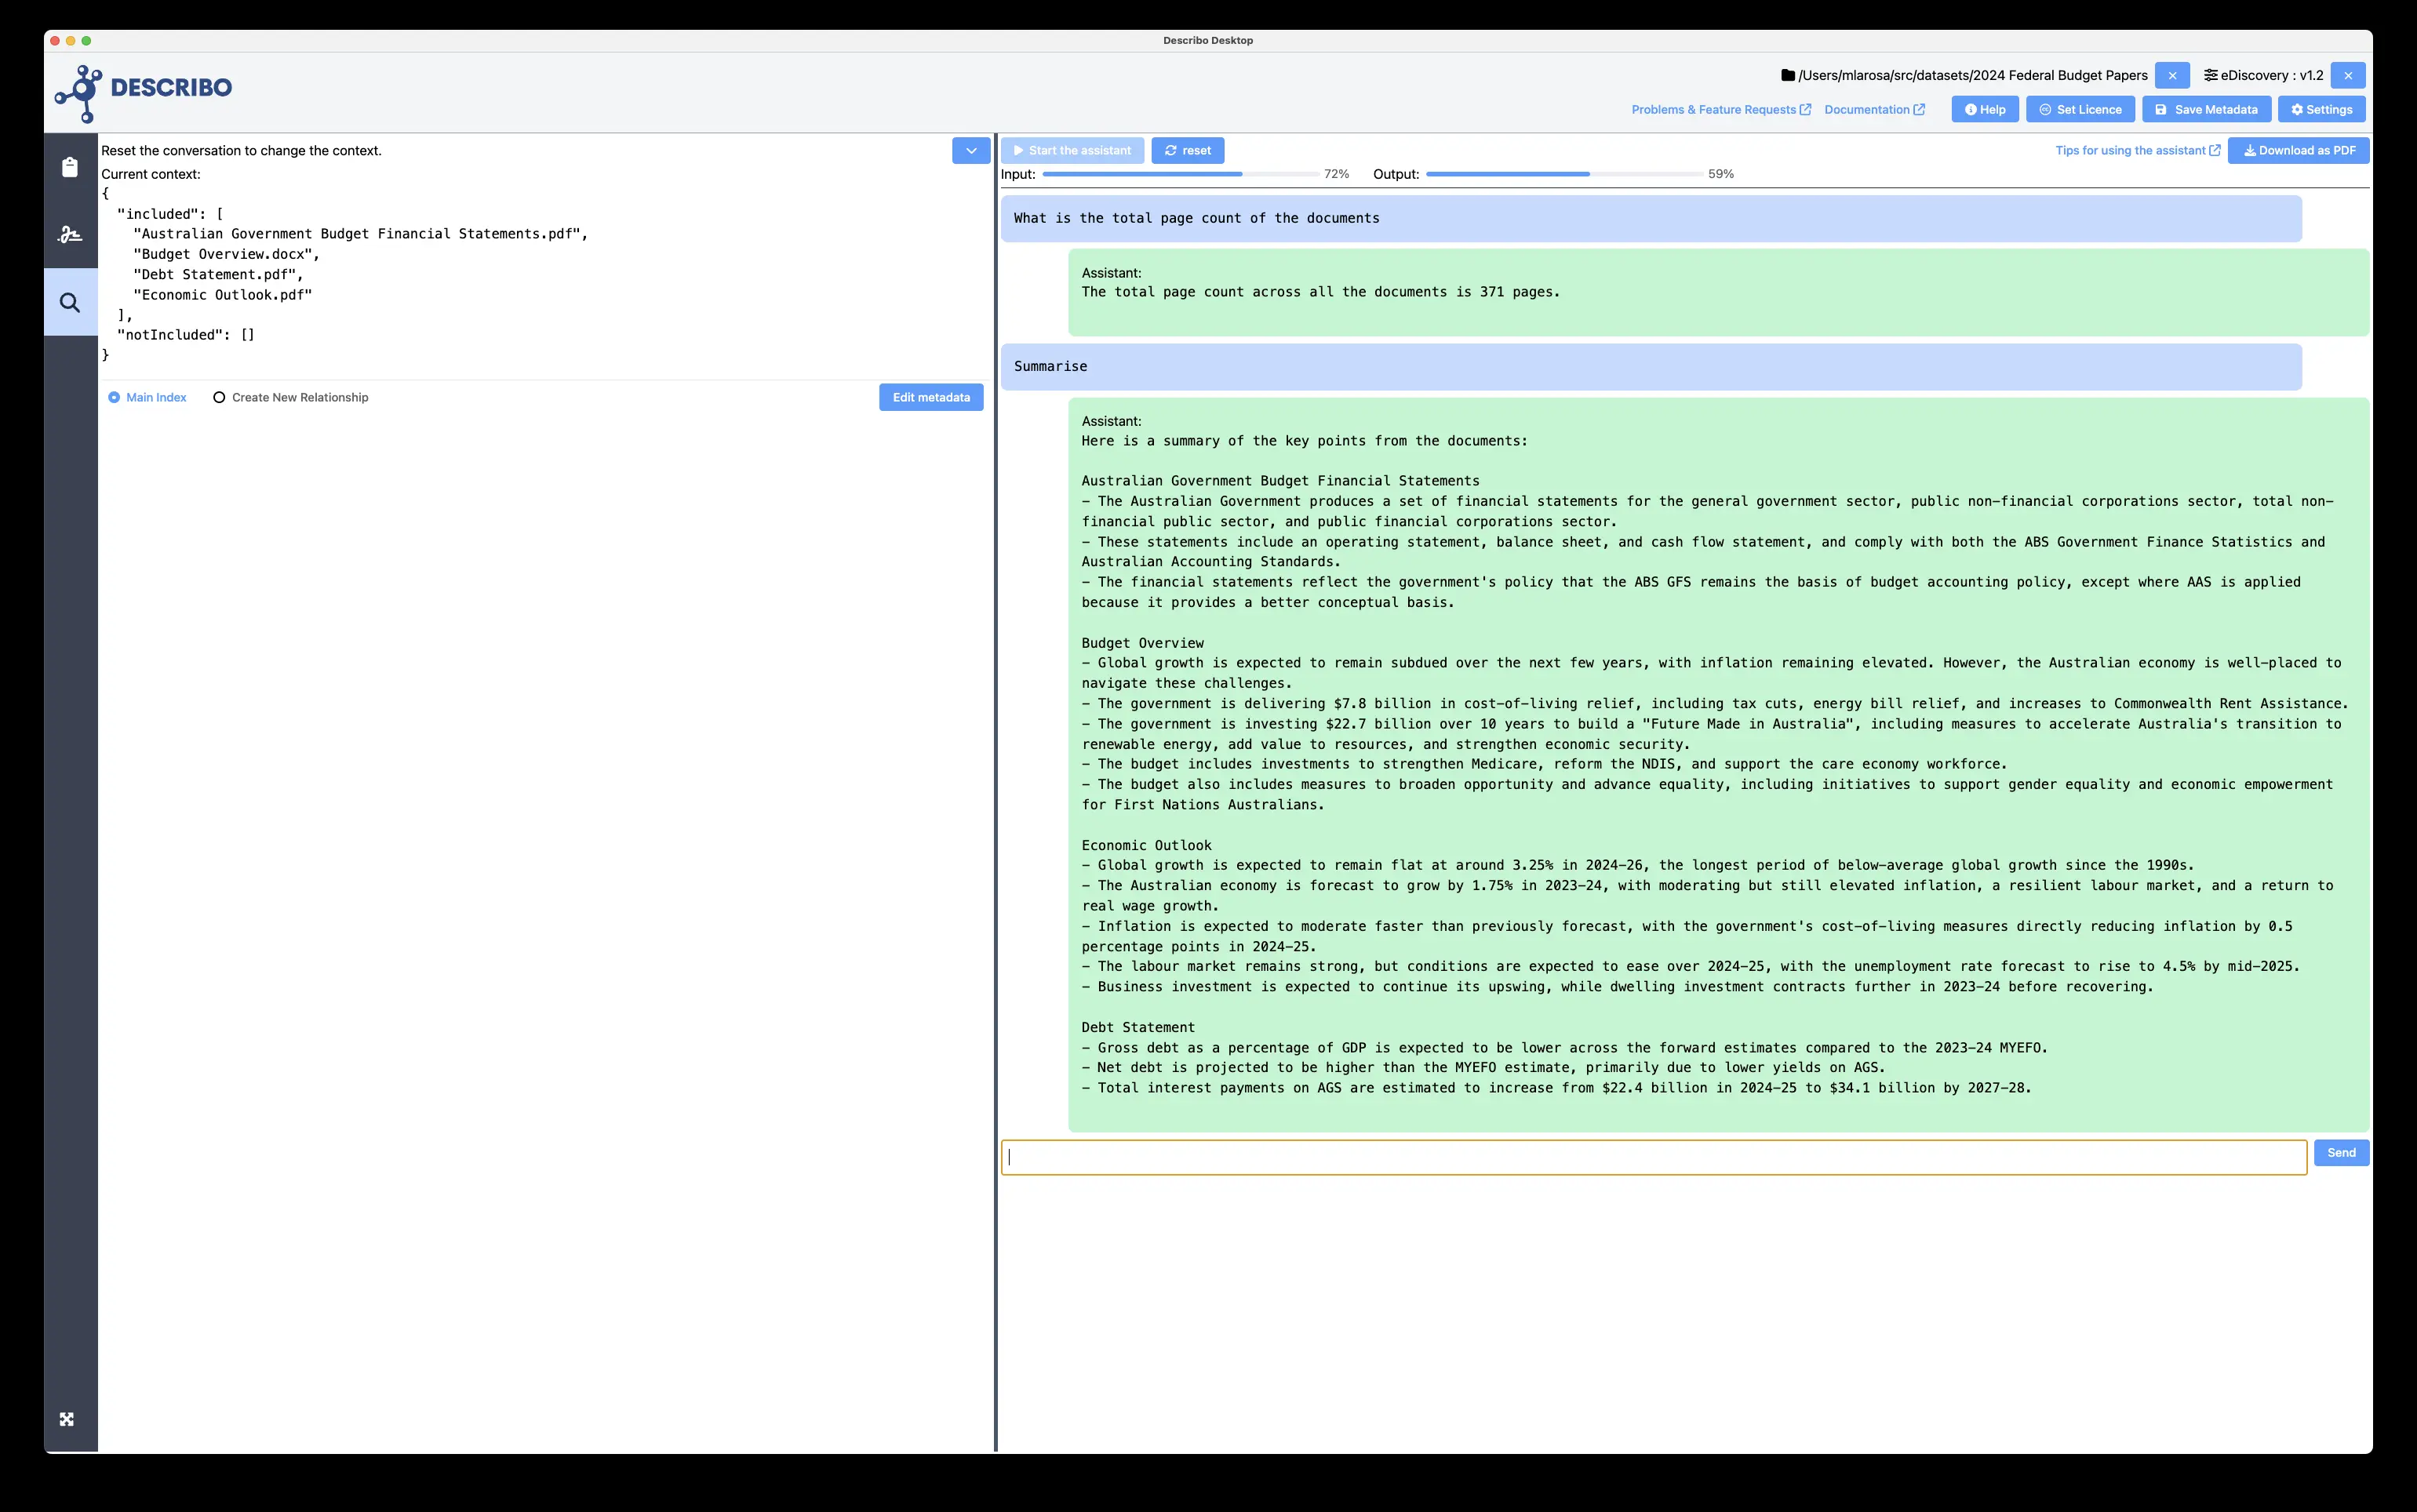 Describo Desktop
DESCRIBO
/Users/mlarosa/src/datasets/2024 Federal Budget Papers
eDiscovery : v1.2
Problems & Feature Requests
Documentation
Help
Set Licence
Save Metadata
Settings
Reset the conversation to change the context.
Current context:
{
"included": [
"Australian Government Budget Financial Statements.pdf",
"Budget Overview.docx",
"Debt Statement.pdf",
"Economic Outlook.pdf"
],
"notIncluded": []
}
Main Index
Create New Relationship
Edit metadata
Start the assistant
reset
Tips for using the assistant
Download as PDF
Input: 72%
Output: 59%
What is the total page count of the documents
Assistant:
The total page count across all the documents is 371 pages.
Summarise
Assistant:
Here is a summary of the key points from the documents:
Australian Government Budget Financial Statements
- The Australian Government produces a set of financial statements for the general government sector, public non-financial corporations sector, total non-
financial public sector, and public financial corporations sector.
- These statements include an operating statement, balance sheet, and cash flow statement, and comply with both the ABS Government Finance Statistics and
Australian Accounting Standards.
- The financial statements reflect the government's policy that the ABS GFS remains the basis of budget accounting policy, except where AAS is applied
because it provides a better conceptual basis.
Budget Overview
- Global growth is expected to remain subdued over the next few years, with inflation remaining elevated. However, the Australian economy is well-placed to
navigate these challenges.
- The government is delivering $7.8 billion in cost-of-living relief, including tax cuts, energy bill relief, and increases to Commonwealth Rent Assistance.
- The government is investing $22.7 billion over 10 years to build a "Future Made in Australia", including measures to accelerate Australia's transition to
renewable energy, add value to resources, and strengthen economic security.
- The budget includes investments to strengthen Medicare, reform the NDIS, and support the care economy workforce.
- The budget also includes measures to broaden opportunity and advance equality, including initiatives to support gender equality and economic empowerment
for First Nations Australians.
Economic Outlook
- Global growth is expected to remain flat at around 3.25% in 2024-26, the longest period of below-average global growth since the 1990s.
- The Australian economy is forecast to grow by 1.75% in 2023-24, with moderating but still elevated inflation, a resilient labour market, and a return to
real wage growth.
- Inflation is expected to moderate faster than previously forecast, with the government's cost-of-living measures directly reducing inflation by 0.5
percentage points in 2024-25.
- The labour market remains strong, but conditions are expected to ease over 2024-25, with the unemployment rate forecast to rise to 4.5% by mid-2025.
- Business investment is expected to continue its upswing, while dwelling investment contracts further in 2023-24 before recovering.
Debt Statement
- Gross debt as a percentage of GDP is expected to be lower across the forward estimates compared to the 2023-24 MYEFO.
- Net debt is projected to be higher than the MYEFO estimate, primarily due to lower yields on AGS.
- Total interest payments on AGS are estimated to increase from $22.4 billion in 2024-25 to $34.1 billion by 2027-28.
Send